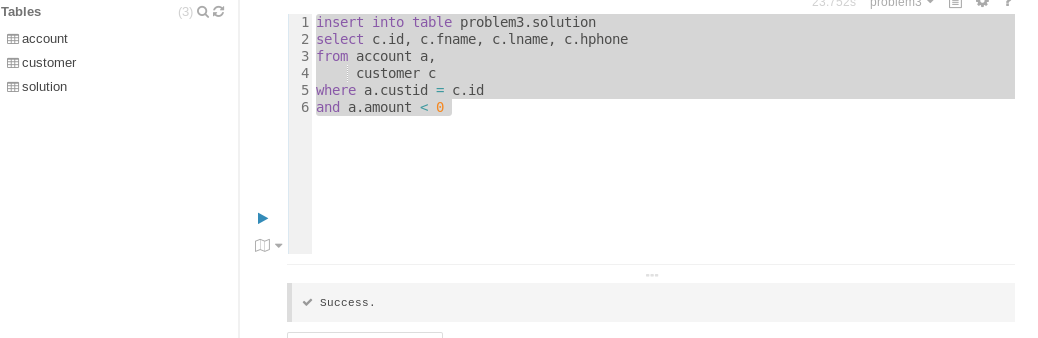 Tables (3)
account
customer
solution
23.752s problem3 ?
1 insert into table problem3.solution
2 select c.id, c.fname, c.lname, c.hphone
3 from account a,
4      customer c
5 where a.custid = c.id
6 and a.amount < 0
Success.